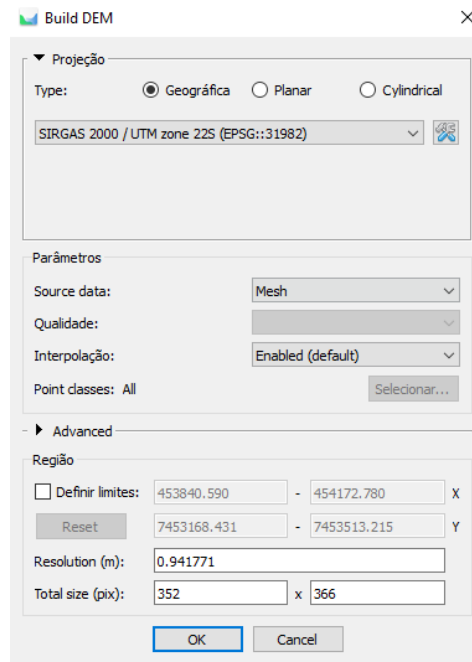 Build DEM
Projeção
Type: Geográfica Planar Cylindrical
SIRGAS 2000 / UTM zone 22S (EPSG::31982)
Parâmetros
Source data: Mesh
Qualidade:
Interpolação: Enabled (default)
Point classes: All Selecionar...
Advanced
Região
Definir limites: 453840.590 - 454172.780 X
Reset 7453168.431 - 7453513.215 Y
Resolution (m): 0.941771
Total size (pix): 352 x 366
OK Cancel